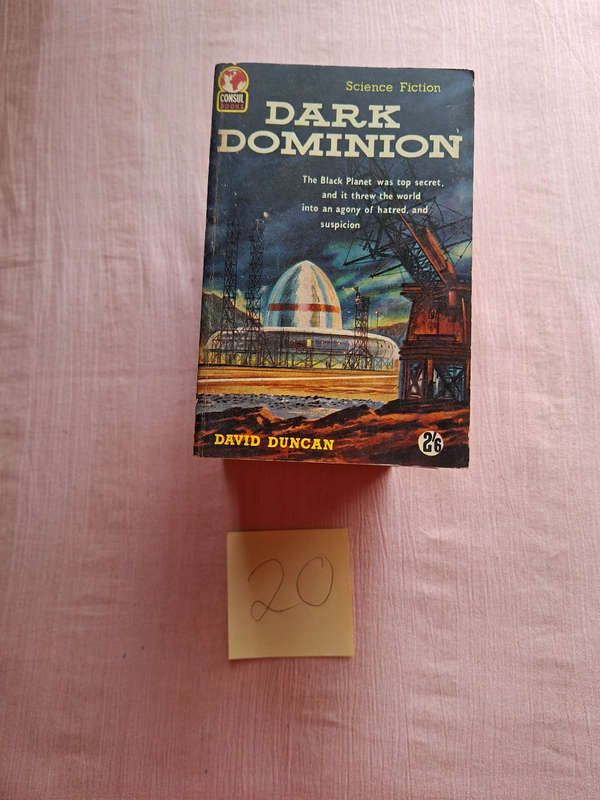 CONSUL
BOOKS
Science Fiction
DARK
DOMINION
The Black Planet was top secret,
and it threw the world
into an agony of hatred, and
suspicion
DAVID DUNCAN
2/6
20